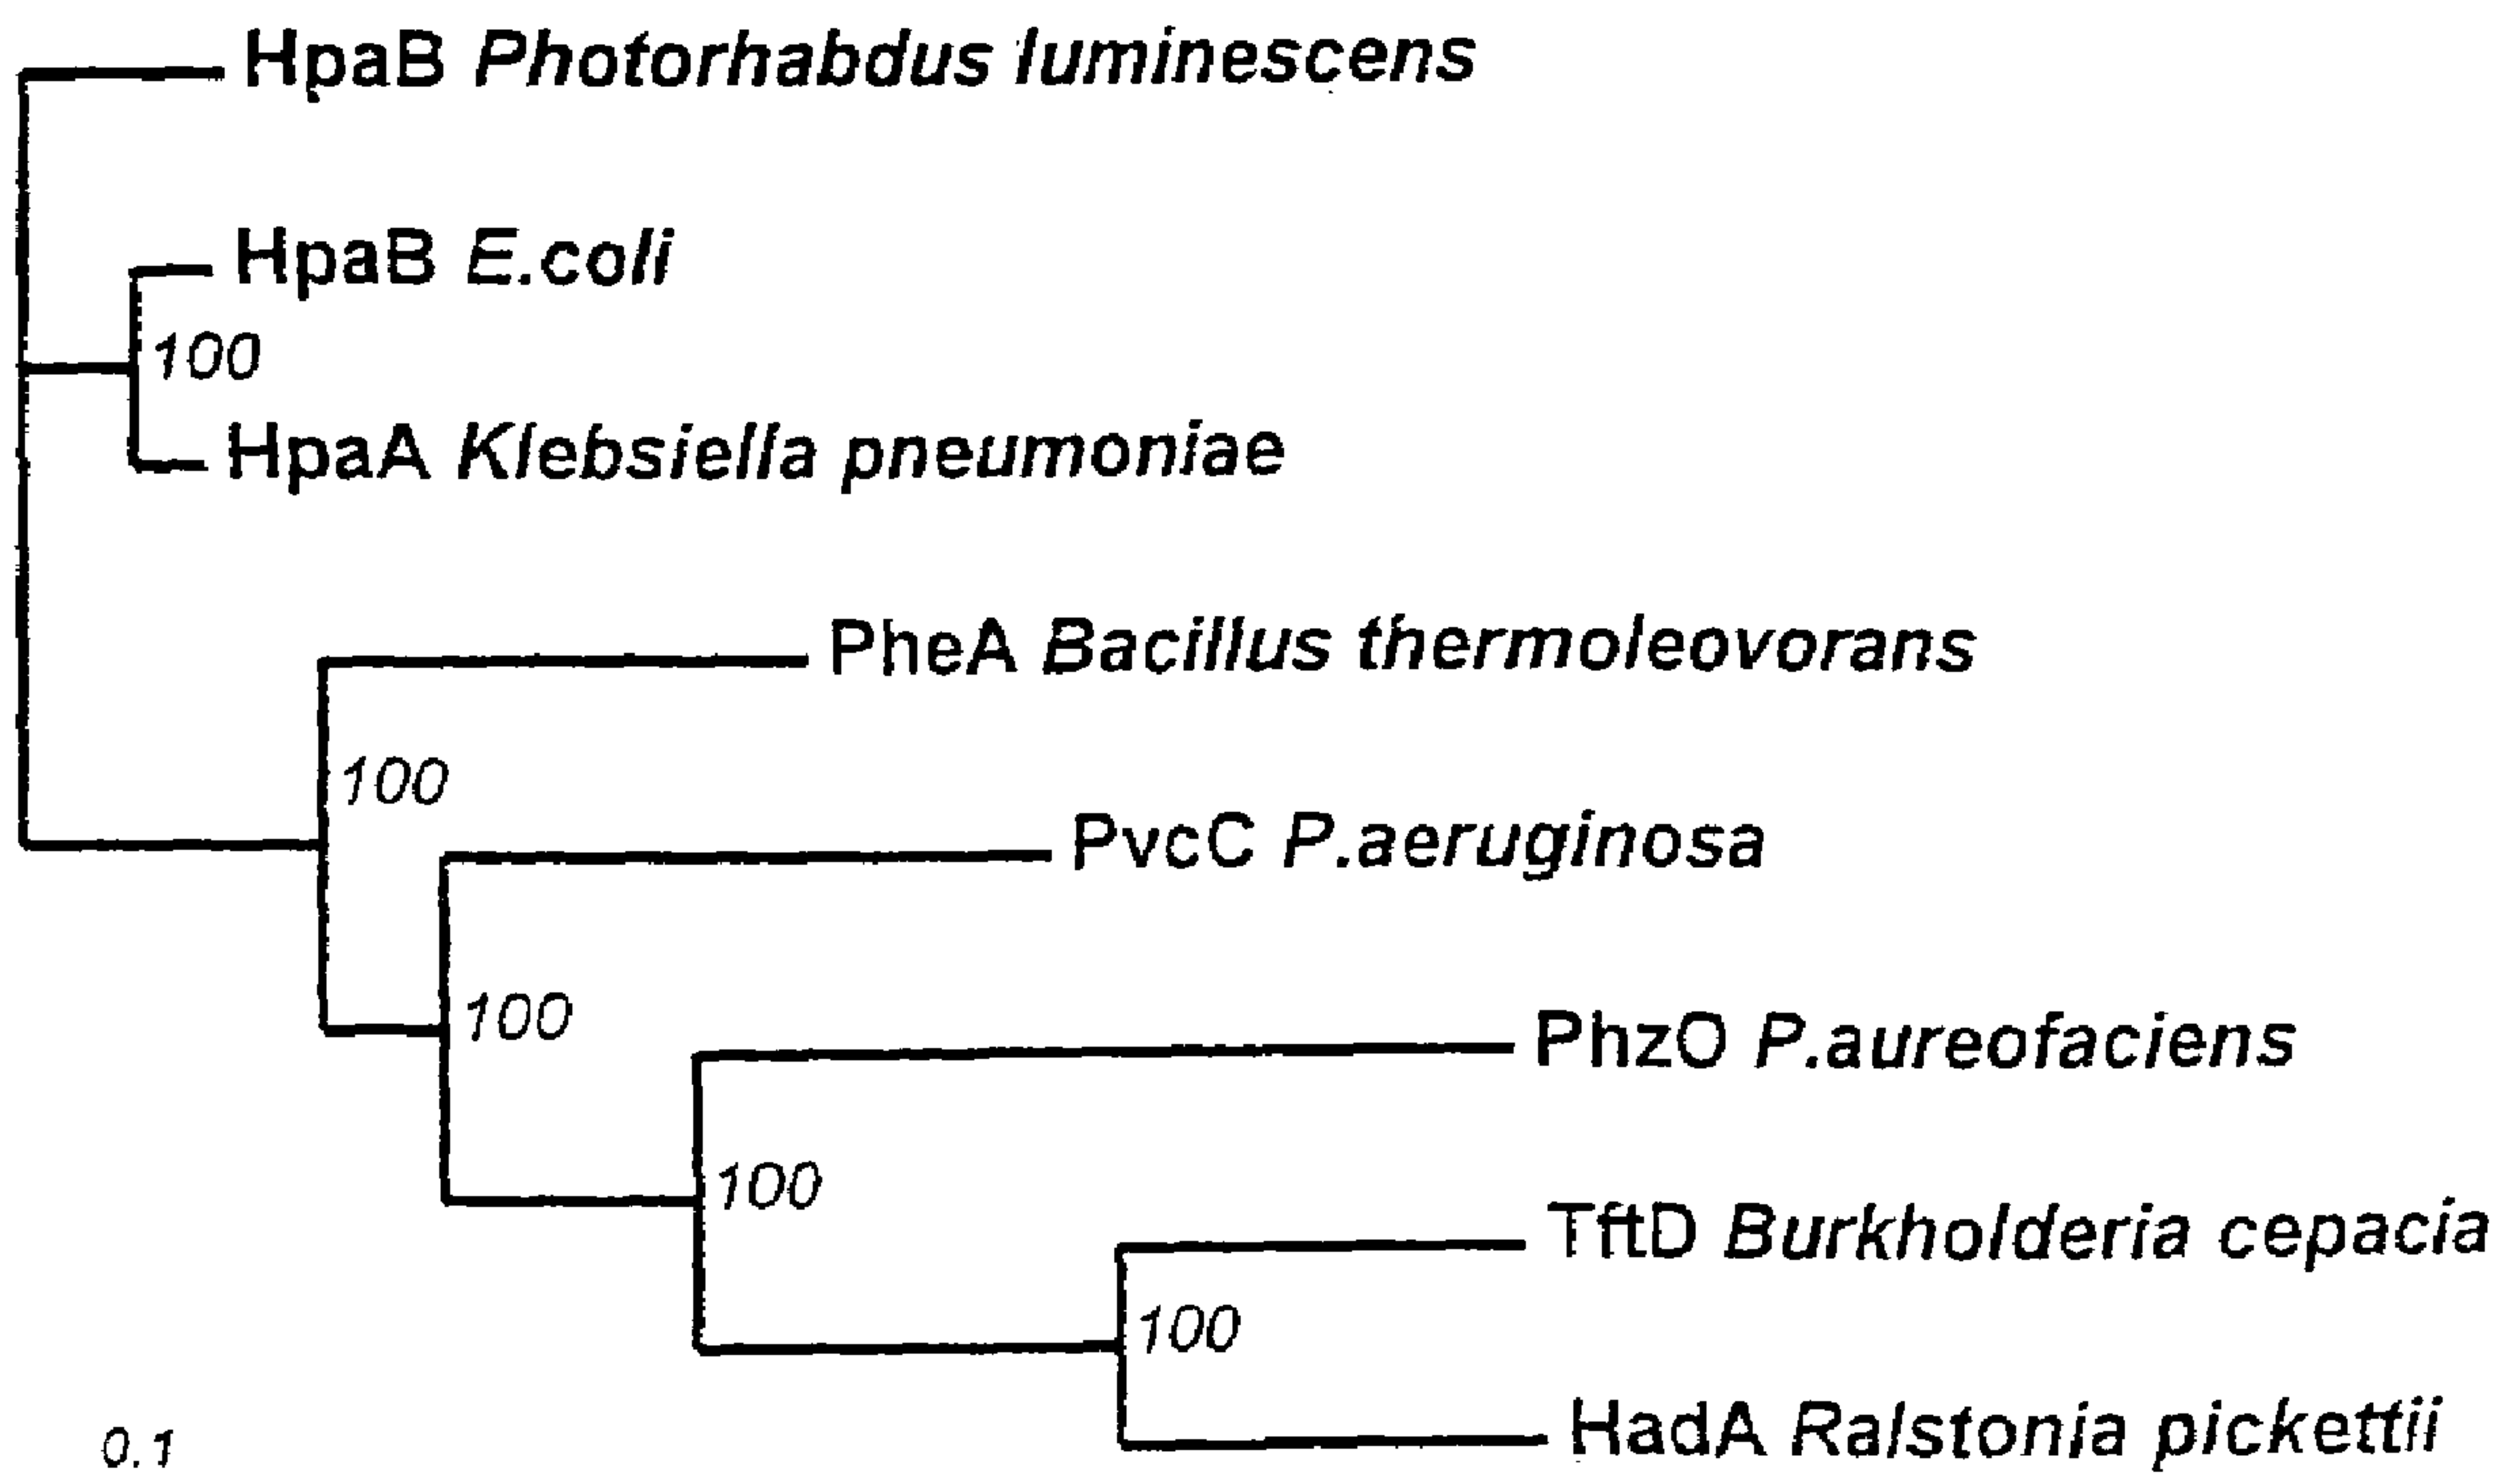 HpaB Photorhabdus luminescens
HpaB E.coli
100
HpaA Klebsiella pneumoniae
PheA Bacillus thermoleovorans
100
PvcC P.aeruginosa
100
PhzO P.aureofaciens
100
TftD Burkholderia cepacia
100
HadA Ralstonia pickettii
0.1